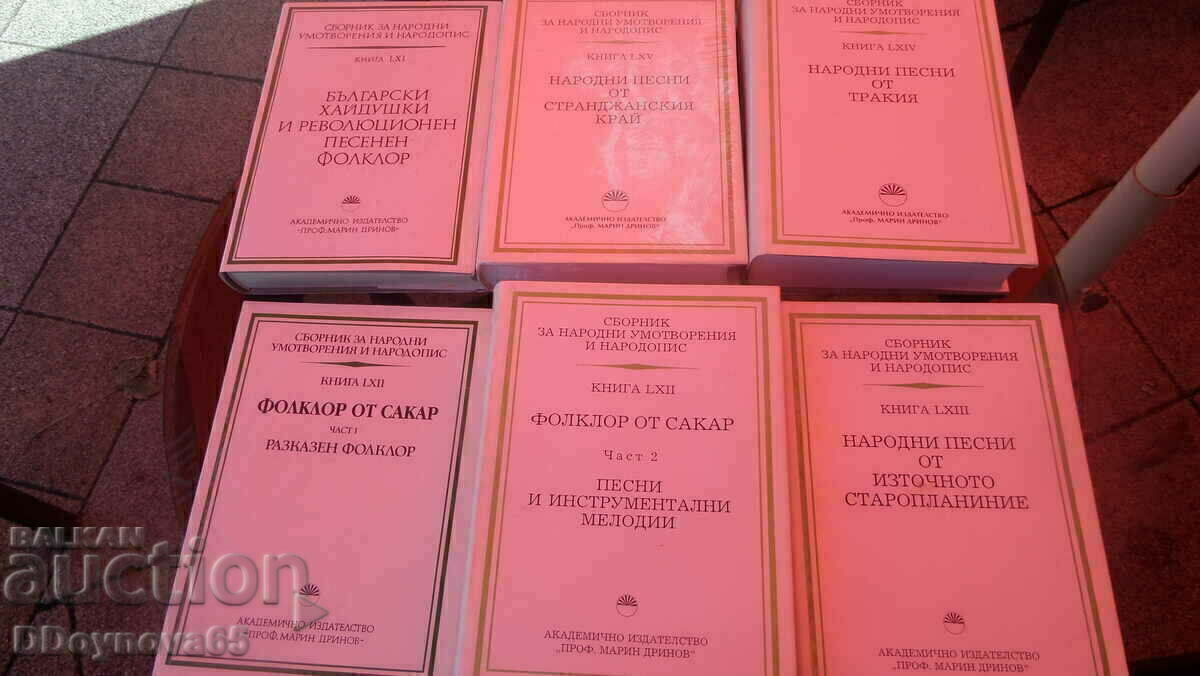 СБОРНИК ЗА НАРОДНИ
УМОТВОРЕНИЯ И НАРОДОПИС
КНИГА LXI
БЪЛГАРСКИ
ХАЙДУШКИ
И РЕВОЛЮЦИОНЕН
ПЕСЕНЕН
ФОЛКЛОР
АКАДЕМИЧНО ИЗДАТЕЛСТВО
"ПРОФ. МАРИН ДРИНОВ"
СБОРНИК
ЗА НАРОДНИ УМОТВОРЕНИЯ
И НАРОДОПИС
КНИГА LXV
НАРОДНИ ПЕСНИ
ОТ
СТРАНДЖАНСКИЯ
КРАЙ
АКАДЕМИЧНО ИЗДАТЕЛСТВО
„Проф. МАРИН ДРИНОВ"
СБОРНИК
ЗА НАРОДНИ УМОТВОРЕНИЯ
И НАРОДОПИС
КНИГА LXIV
НАРОДНИ ПЕСНИ
ОТ
ТРАКИЯ
АКАДЕМИЧНО ИЗДАТЕЛСТВО
„Проф. МАРИН ДРИНОВ"
СБОРНИК ЗА НАРОДНИ
УМОТВОРЕНИЯ И НАРОДОПИС
КНИГА LXII
ФОЛКЛОР ОТ САКАР
ЧАСТ I
РАЗКАЗЕН ФОЛКЛОР
АКАДЕМИЧНО ИЗДАТЕЛСТВО
"ПРОФ. МАРИН ДРИНОВ"
СБОРНИК
ЗА НАРОДНИ УМОТВОРЕНИЯ
И НАРОДОПИС
КНИГА LXII
ФОЛКЛОР ОТ САКАР
Част 2
ПЕСНИ
И ИНСТРУМЕНТАЛНИ
МЕЛОДИИ
АКАДЕМИЧНО ИЗДАТЕЛСТВО
„ПРОФ. МАРИН ДРИНОВ"
СБОРНИК
ЗА НАРОДНИ УМОТВОРЕНИЯ
И НАРОДОПИС
КНИГА LXIII
НАРОДНИ ПЕСНИ
ОТ
ИЗТОЧНОТО
СТАРОПЛАНИНИЕ
АКАДЕМИЧНО ИЗДАТЕЛСТВО
„ПРОФ. МАРИН ДРИНОВ"
BALKAN
auction
DDoynova65